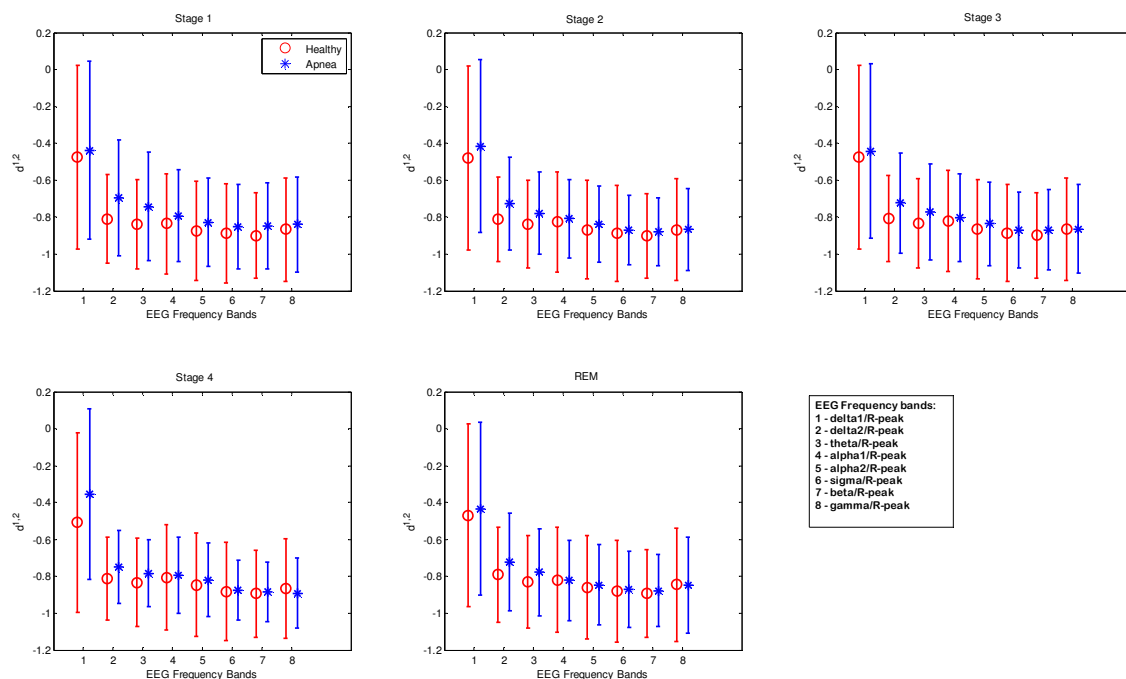 Stage 1
0.2
0
-0.2
-0.4
-0.6
-0.8
-1
-1.2
d1,2
1 2 3 4 5 6 7 8
EEG Frequency Bands
Healthy
Apnea
Stage 2
0.2
0
-0.2
-0.4
-0.6
-0.8
-1
-1.2
d1,2
1 2 3 4 5 6 7 8
EEG Frequency Bands
Stage 3
0.2
0
-0.2
-0.4
-0.6
-0.8
-1
-1.2
d1,2
1 2 3 4 5 6 7 8
EEG Frequency Bands
Stage 4
0.2
0
-0.2
-0.4
-0.6
-0.8
-1
-1.2
d1,2
1 2 3 4 5 6 7 8
EEG Frequency Bands
REM
0.2
0
-0.2
-0.4
-0.6
-0.8
-1
-1.2
d1,2
1 2 3 4 5 6 7 8
EEG Frequency Bands
EEG Frequency bands:
1 - delta1/R-peak
2 - delta2/R-peak
3 - theta/R-peak
4 - alpha1/R-peak
5 - alpha2/R-peak
6 - sigma/R-peak
7 - beta/R-peak
8 - gamma/R-peak